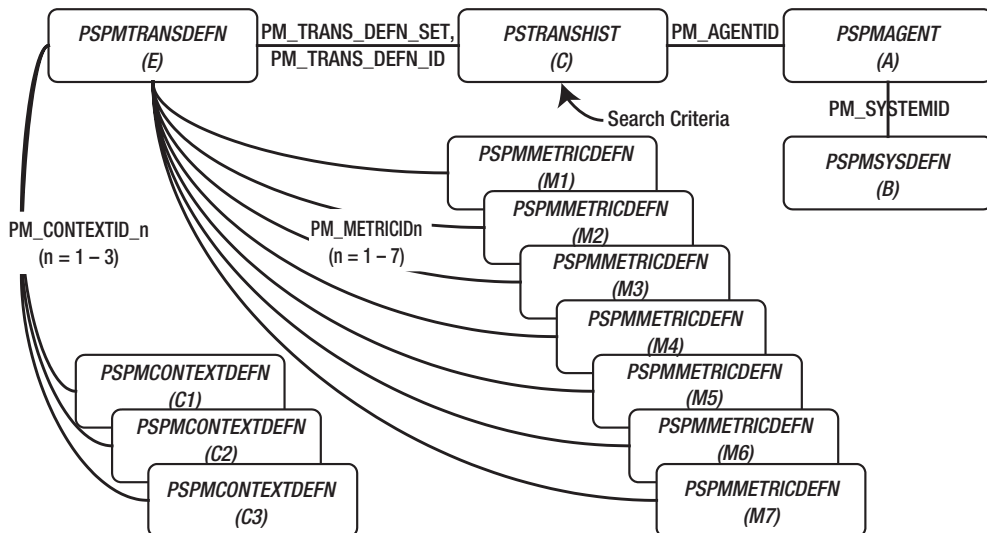 PSPMTRANSDEFN
(E)
PM_TRANS_DEFN_SET,
PM_TRANS_DEFN_ID
PSTRANSHIST
(C)
PM_AGENTID
PSPMAGENT
(A)
Search Criteria
PM_SYSTEMID
PSPMSYSDEFN
(B)
PSPMMETRICDEFN
(M1)
PSPMMETRICDEFN
(M2)
PM_CONTEXTID_n
(n = 1 – 3)
PM_METRICIDn
(n = 1 – 7)
PSPMMETRICDEFN
(M3)
PSPMMETRICDEFN
(M4)
PSPMMETRICDEFN
(M5)
PSPMMETRICDEFN
(M6)
PSPMMETRICDEFN
(M7)
PSPMCONTEXTDEFN
(C1)
PSPMCONTEXTDEFN
(C2)
PSPMCONTEXTDEFN
(C3)